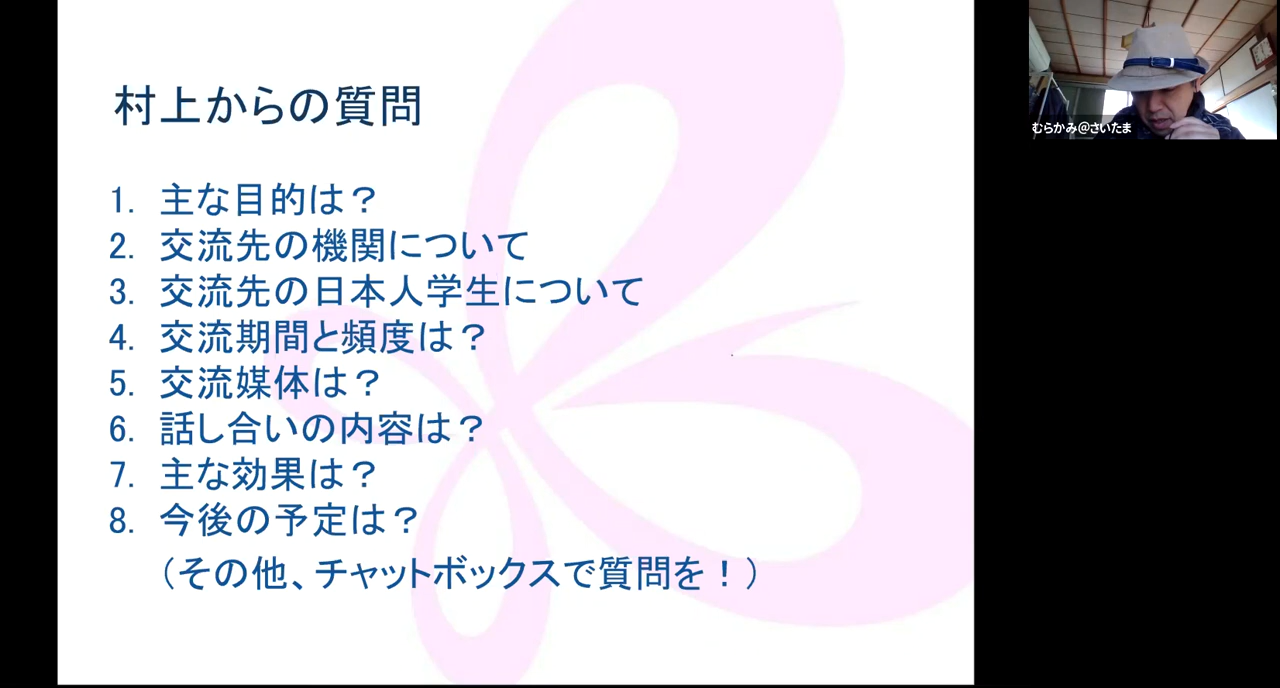 村上からの質問
1. 主な目的は？
2. 交流先の機関について
3. 交流先の日本人学生について
4. 交流期間と頻度は？
5. 交流媒体は？
6. 話し合いの内容は？
7. 主な効果は？
8. 今後の予定は？
（その他、チャットボックスで質問を！）
むらかみ@さいたま